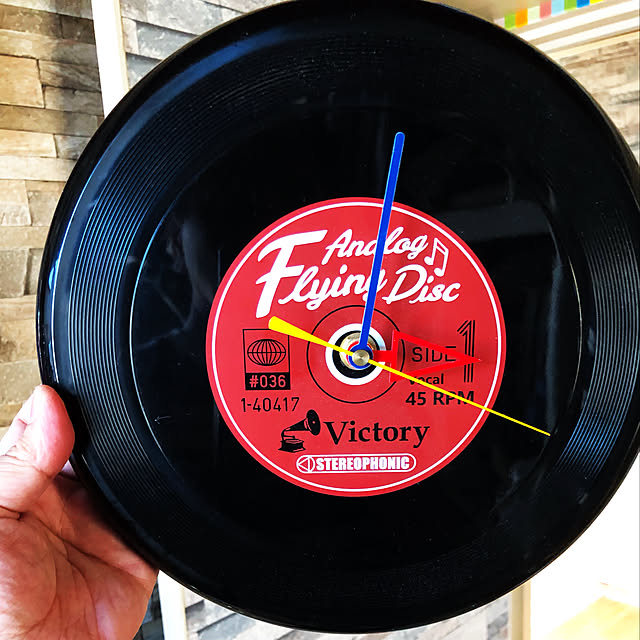 Analog
Flying Disc
SIDE 1
Vocal
45 RPM
#036
1-40417
Victory
STEREOPHONIC